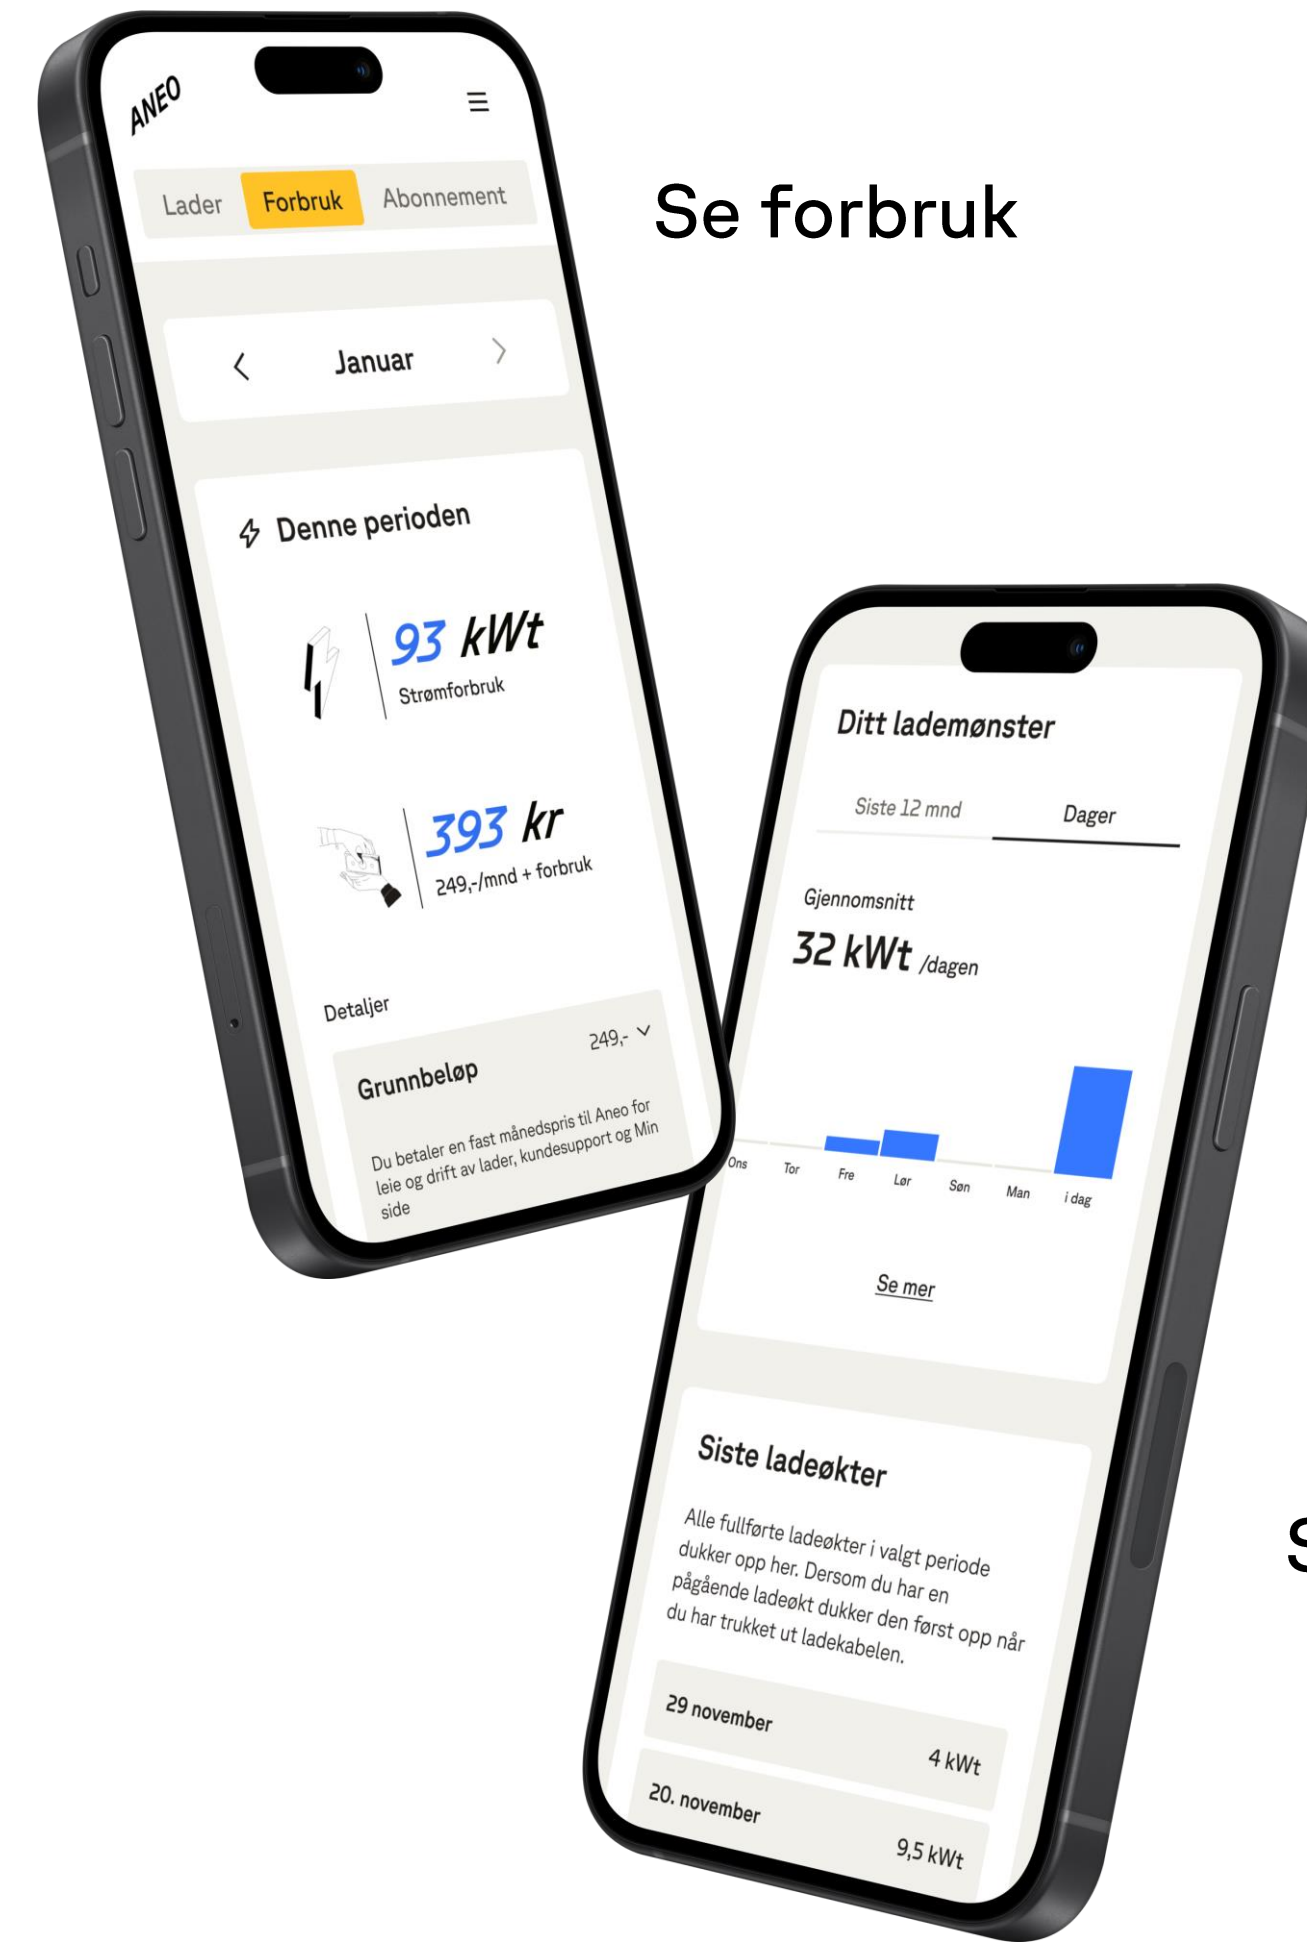 ANEO
Lader Forbruk Abonnement
Se forbruk
Januar
Denne perioden
93 kWt
Strømforbruk
393 kr
249,-/mnd + forbruk
Detaljer
Grunnbeløp 249,-
Du betaler en fast månedspris til Aneo for
leie og drift av lader, kundesupport og Min
side
Ditt lademønster
Siste 12 mnd Dager
Gjennomsnitt
32 kWt /dagen
Ons Tor Fre Lør Søn Man i dag
Se mer
Siste ladeøkter
Alle fullførte ladeøkter i valgt periode
dukker opp her. Dersom du har en
pågående ladeøkt dukker den først opp når
du har trukket ut ladekabelen.
29 november 4 kWt
20. november 9,5 kWt
S